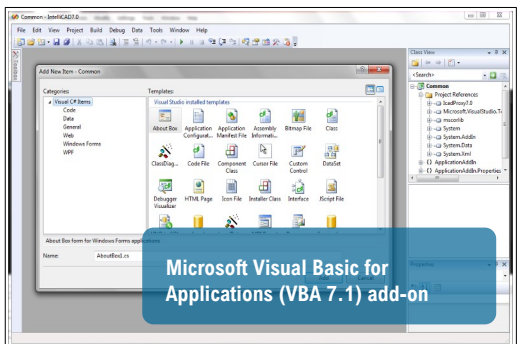 Common - IntelliCAD7.0
File Edit View Project Build Debug Data Tools Window Help
Toolbox
Class View
<Search>
Common
Project References
IcadProxy7.0
Microsoft.VisualStudio.T
mscorlib
System
System.AddIn
System.Data
System.Xml
ApplicationAddIn
ApplicationAddIn.Properties
Add New Item - Common
Categories:
Templates:
Visual C# Items
Code
Data
General
Web
Windows Forms
WPF
Visual Studio installed templates
About Box
Application Configurat...
Application Manifest File
Assembly Informati...
Bitmap File
Class
ClassDiag...
Code File
Component Class
Cursor File
Custom Control
DataSet
Debugger Visualizer
HTML Page
Icon File
Installer Class
Interface
JScript File
About Box form for Windows Forms applications
Name:
AboutBox1.cs
Add
Cancel
Properties
Microsoft Visual Basic for
Applications (VBA 7.1) add-on